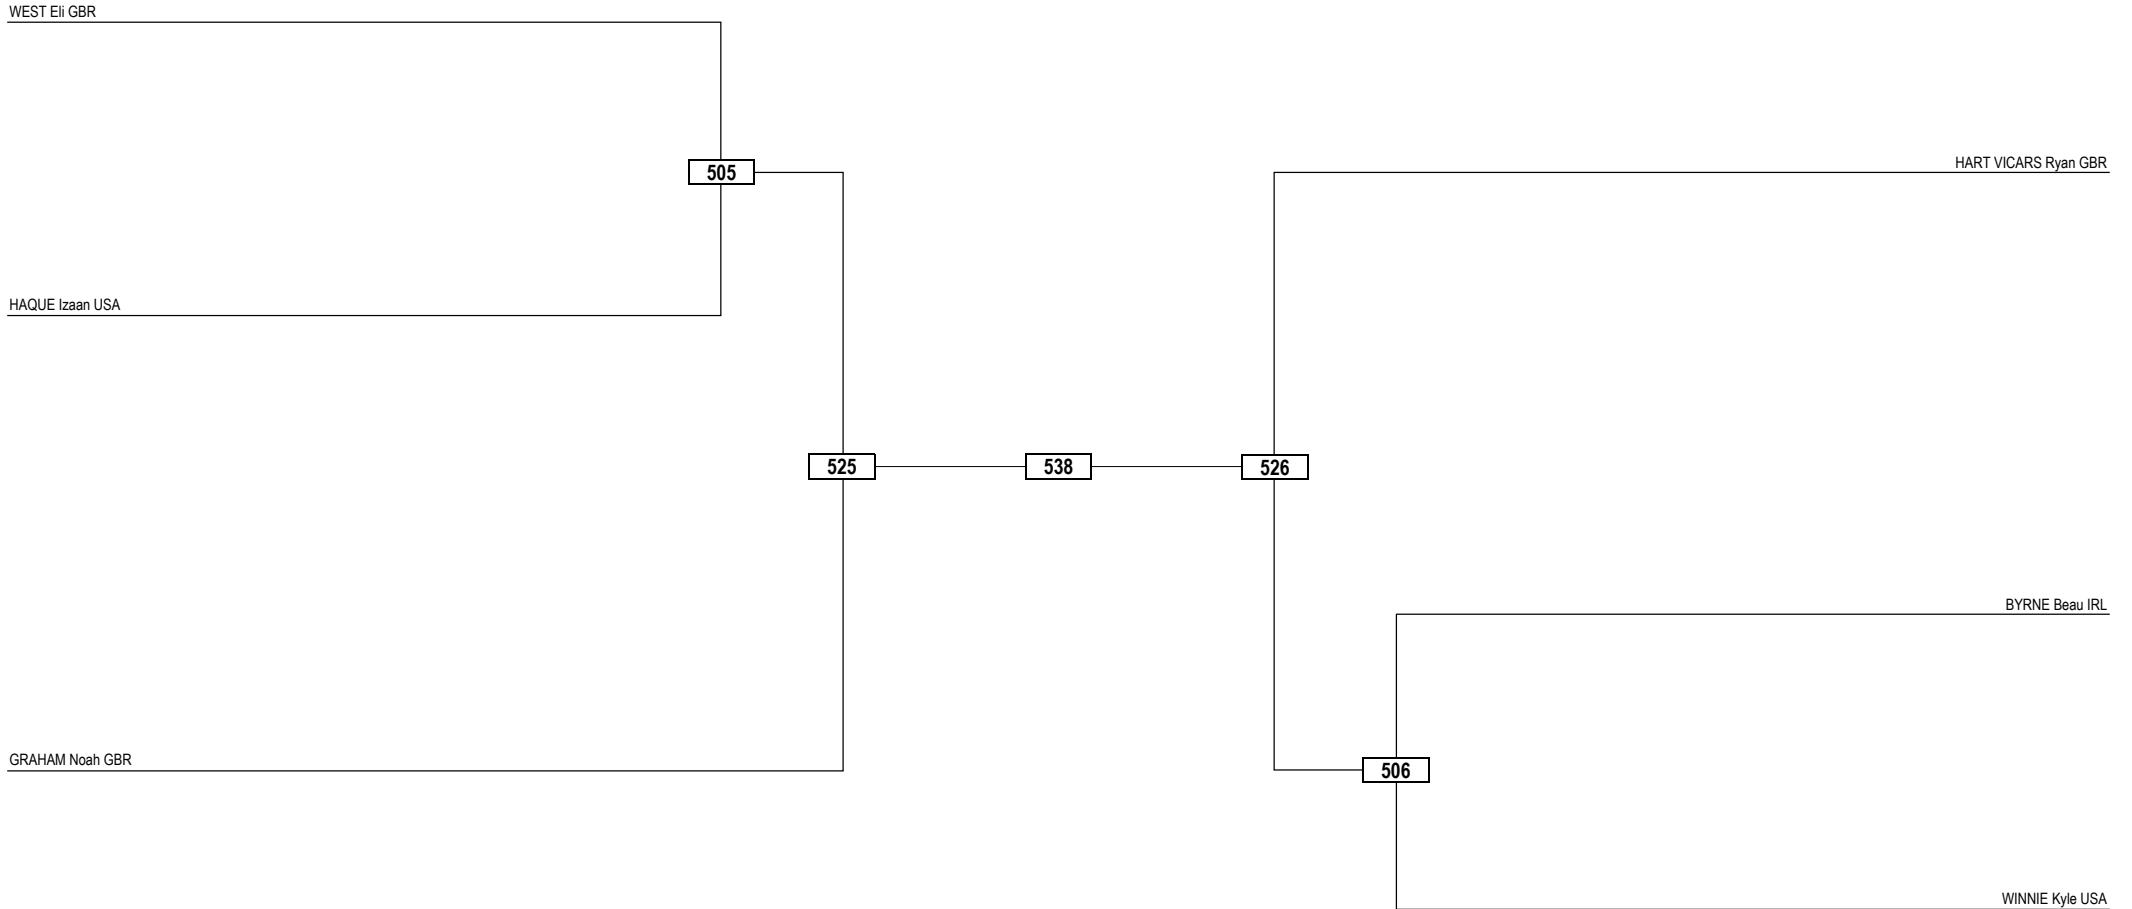 WEST Eli GBR
505
HART VICARS Ryan GBR
HAQUE Izaan USA
525
538
526
BYRNE Beau IRL
GRAHAM Noah GBR
506
WINNIE Kyle USA